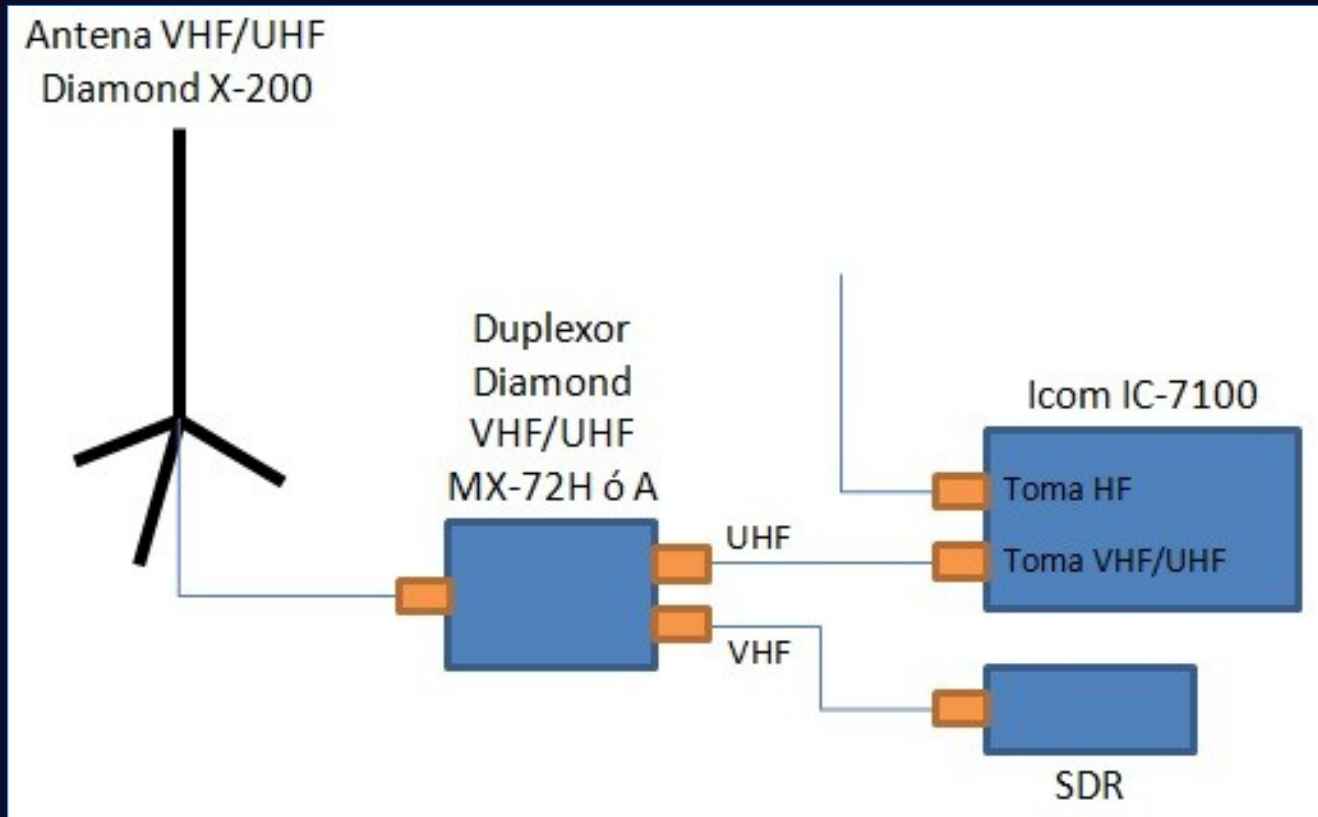 Antena VHF/UHF
Diamond X-200
Duplexor
Diamond
VHF/UHF
MX-72H ó A
UHF
VHF
Icom IC-7100
Toma HF
Toma VHF/UHF
SDR